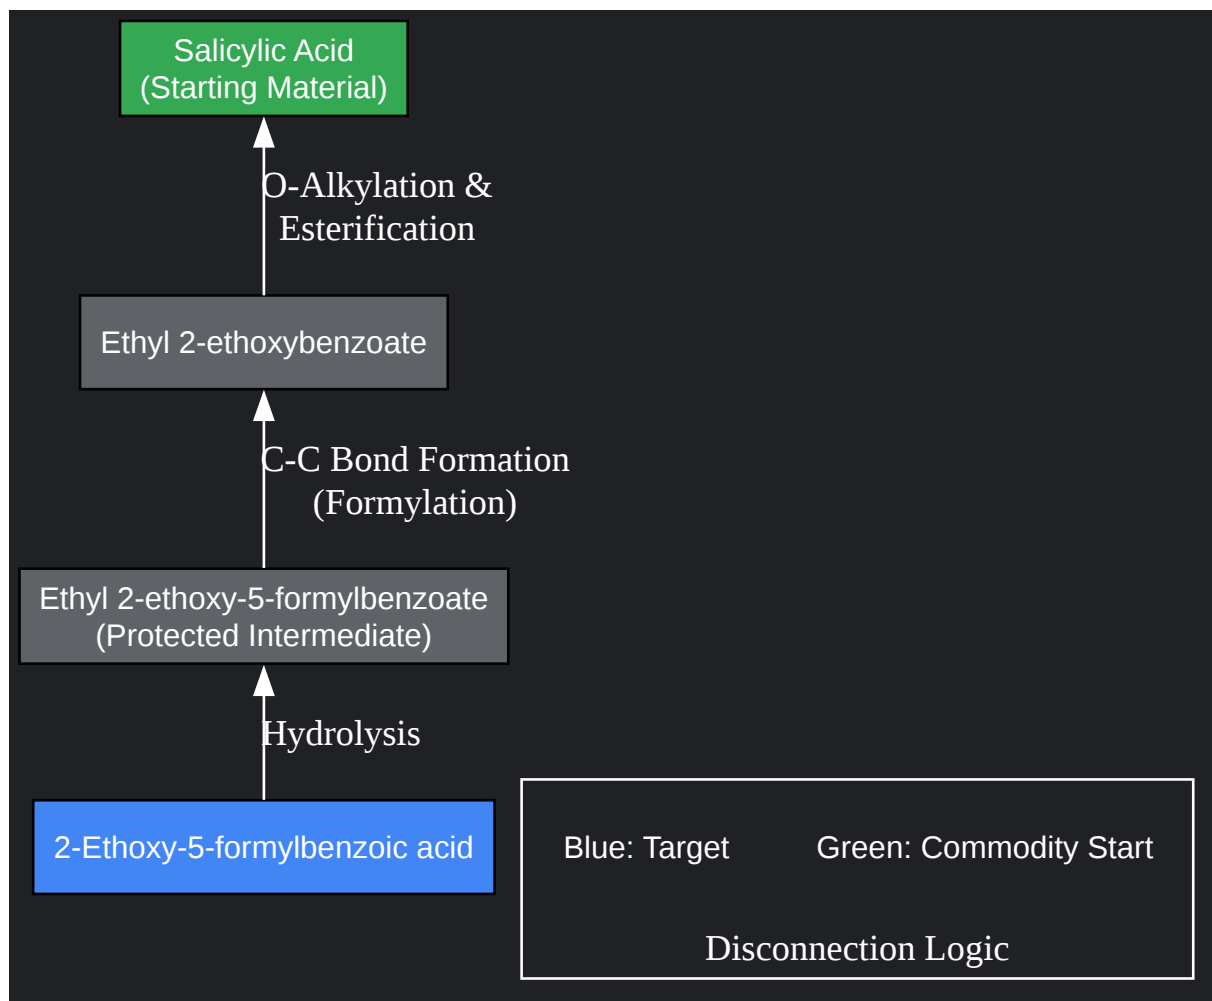 Salicylic Acid
(Starting Material)
O-Alkylation &
Esterification
Ethyl 2-ethoxybenzoate
C-C Bond Formation
(Formylation)
Ethyl 2-ethoxy-5-formylbenzoate
(Protected Intermediate)
Hydrolysis
2-Ethoxy-5-formylbenzoic acid
Blue: Target
Green: Commodity Start
Disconnection Logic